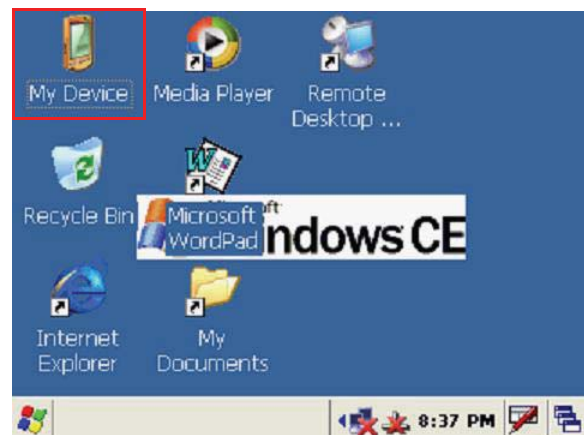 My Device
Media Player
Remote
Desktop ...
Recycle Bin
Microsoft
WordPad
ndows CE
Internet
Explorer
My
Documents
8:37 PM